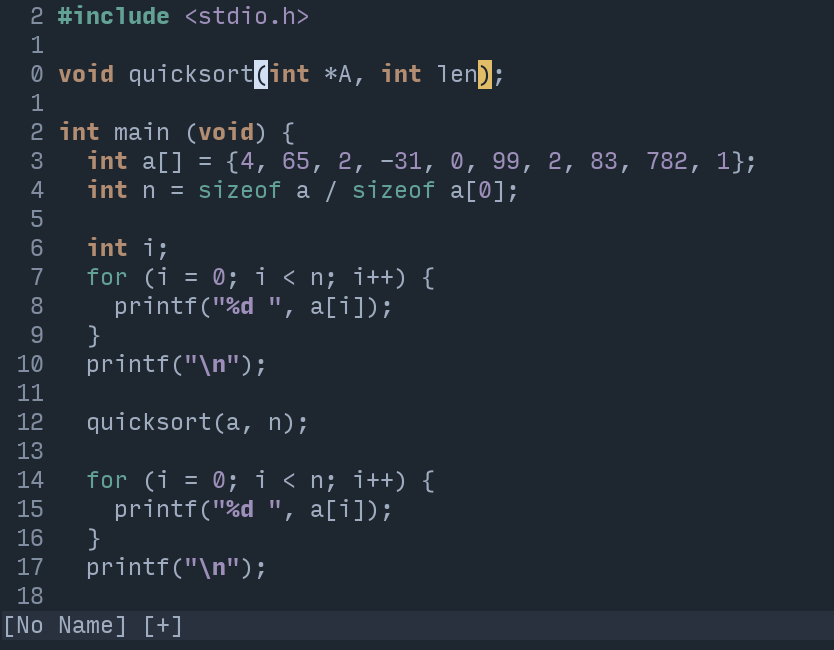 2 #include <stdio.h>
1
0 void quicksort(int *A, int len);
1
2 int main (void) {
3   int a[] = {4, 65, 2, -31, 0, 99, 2, 83, 782, 1};
4   int n = sizeof a / sizeof a[0];
5
6   int i;
7   for (i = 0; i < n; i++) {
8     printf("%d ", a[i]);
9   }
10   printf("\n");
11
12   quicksort(a, n);
13
14   for (i = 0; i < n; i++) {
15     printf("%d ", a[i]);
16   }
17   printf("\n");
18
[No Name] [+]